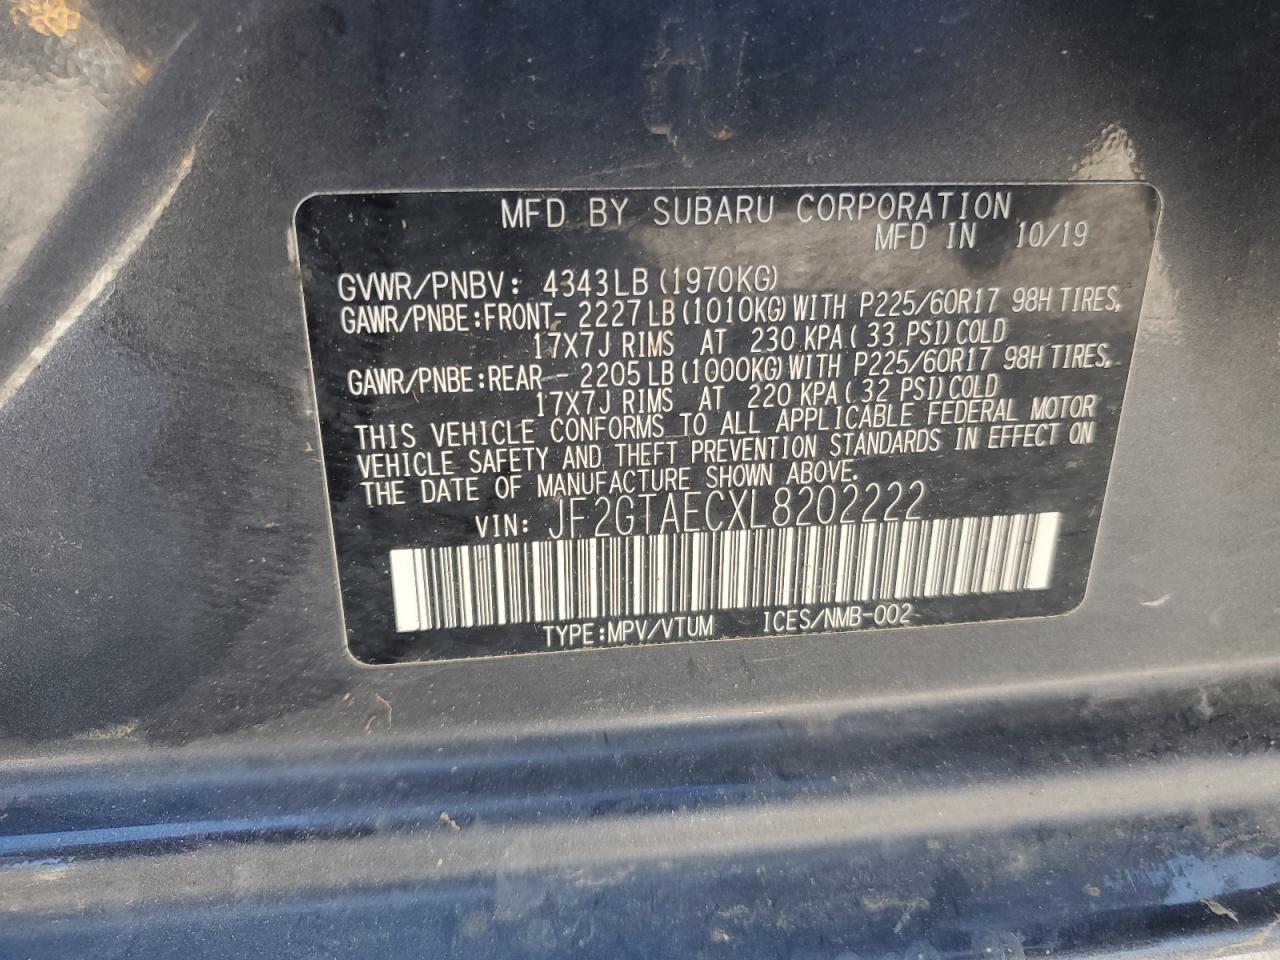 MFD BY SUBARU CORPORATION
MFD IN 10/19
GVWR/PNBV: 4343LB (1970KG)
GAWR/PNBE:FRONT- 2227LB (1010KG) WITH P225/60R17 98H TIRES,
17X7J RIMS AT 230 KPA( 33 PSI) COLD
GAWR/PNBE:REAR - 2205LB (1000KG) WITH P225/60R17 98H TIRES,
17X7J RIMS AT 220 KPA( 32 PSI) COLD
THIS VEHICLE CONFORMS TO ALL APPLICABLE FEDERAL MOTOR
VEHICLE SAFETY AND THEFT PREVENTION STANDARDS IN EFFECT ON
THE DATE OF MANUFACTURE SHOWN ABOVE.
VIN: JF2GTAECXL8202222
TYPE:MPV/VTUM ICES/NMB-002